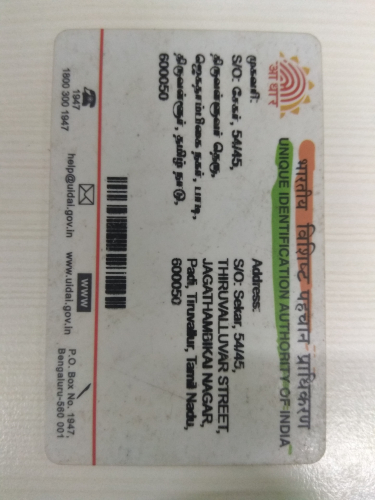 आधार
भारतीय विशिष्ट पहचान प्राधिकरण
UNIQUE IDENTIFICATION AUTHORITY OF INDIA
முகவரி:
S/O: சேகர், 54/45,
திருவள்ளுவர் தெரு,
ஜெகதாம்பிகை நகர், பாடி,
திருவள்ளூர், தமிழ் நாடு,
600050
Address:
S/O: Sekar, 54/45,
THIRUVALLUVAR STREET,
JAGATHAMBIKAI NAGAR,
Padi, Tiruvallur, Tamil Nadu,
600050
1947
1800 300 1947
help@uidai.gov.in
www
www.uidai.gov.in
P.O. Box No. 1947,
Bengaluru-560 001